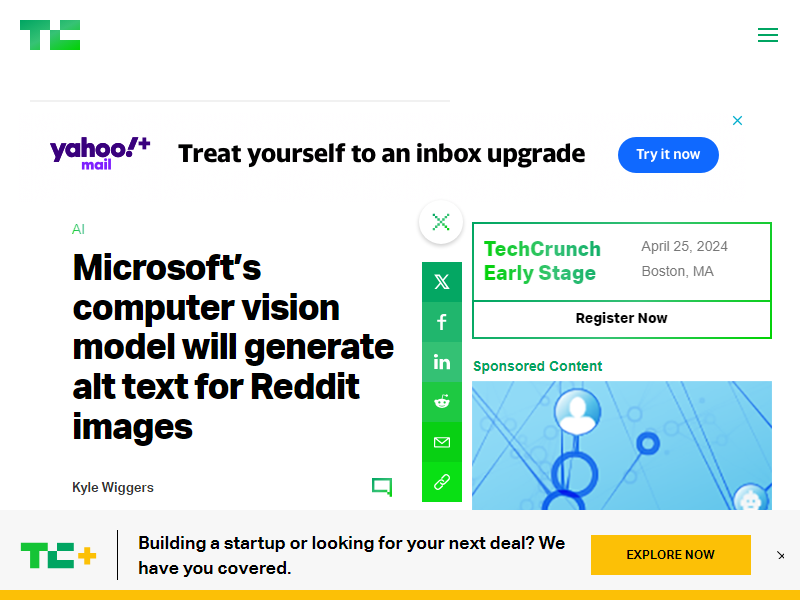 TC
yahoo!+
mail
Treat yourself to an inbox upgrade
Try it now
AI
Microsoft's
computer vision
model will generate
alt text for Reddit
images
Kyle Wiggers
TechCrunch
Early Stage
April 25, 2024
Boston, MA
Register Now
Sponsored Content
TC+
Building a startup or looking for your next deal? We
have you covered.
EXPLORE NOW